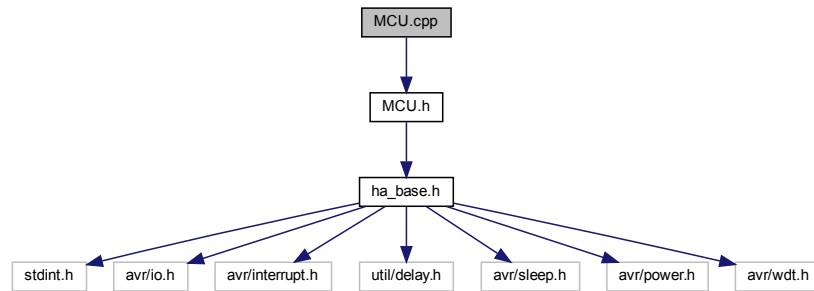 MCU.cpp
MCU.h
ha_base.h
stdint.h
avr/io.h
avr/interrupt.h
util/delay.h
avr/sleep.h
avr/power.h
avr/wdt.h